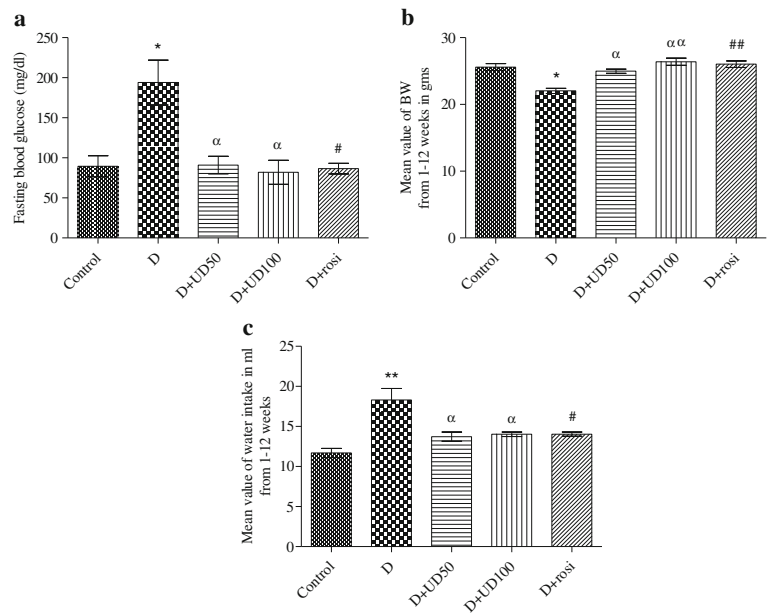 a
Fasting blood glucose (mg/dl)
250
200
150
100
50
0
*
α
α
#
Control
D
D+UD50
D+UD100
D+rosi
b
Mean value of BW
from 1-12 weeks in gms
30
20
10
0
*
α
αα
##
Control
D
D+UD50
D+UD100
D+rosi
c
Mean value of water intake in ml
from 1-12 weeks
25
20
15
10
5
0
**
α
α
#
Control
D
D+UD50
D+UD100
D+rosi